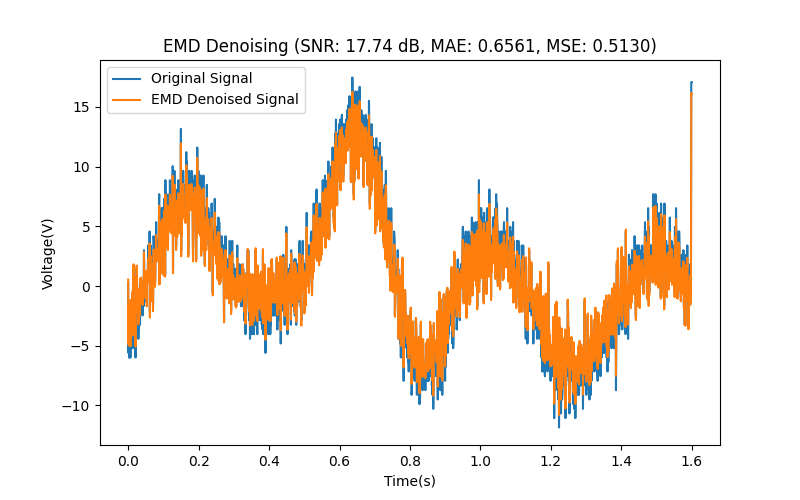 EMD Denoising (SNR: 17.74 dB, MAE: 0.6561, MSE: 0.5130)
Original Signal
EMD Denoised Signal
15
10
5
0
−5
−10
Voltage(V)
0.0 0.2 0.4 0.6 0.8 1.0 1.2 1.4 1.6
Time(s)